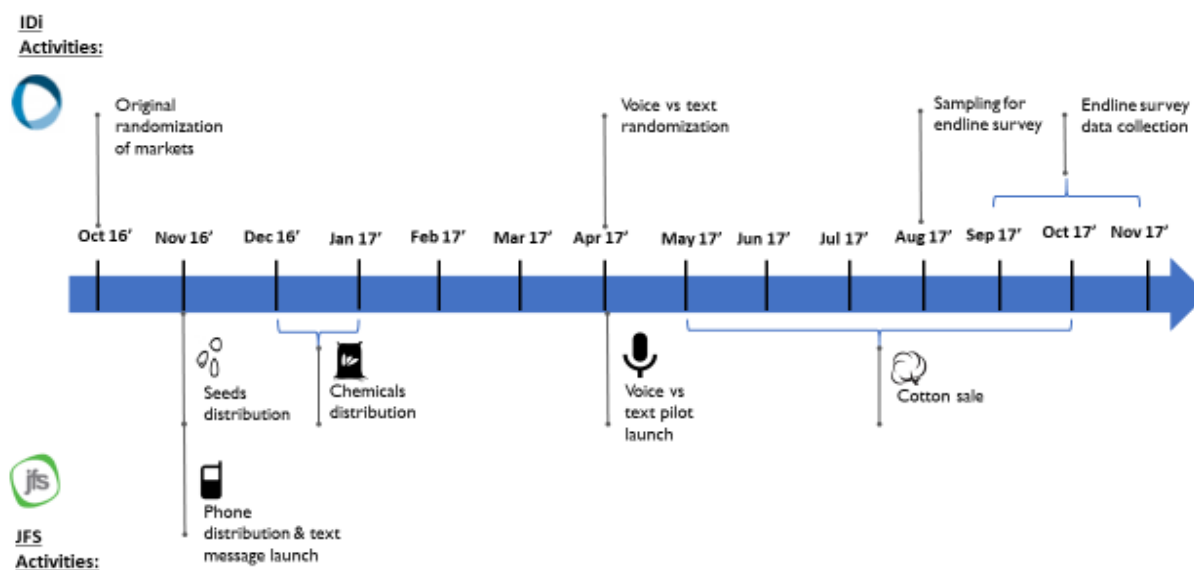 IDi
Activities:
Original
randomization
of markets
Voice vs text
randomization
Sampling for
endline survey
Endline survey
data collection
Oct 16’ Nov 16’ Dec 16’ Jan 17’ Feb 17’ Mar 17’ Apr 17’ May 17’ Jun 17’ Jul 17’ Aug 17’ Sep 17’ Oct 17’ Nov 17’
Seeds
distribution
Chemicals
distribution
Voice vs
text pilot
launch
Cotton sale
jfs
Phone
distribution & text
message launch
JFS
Activities: